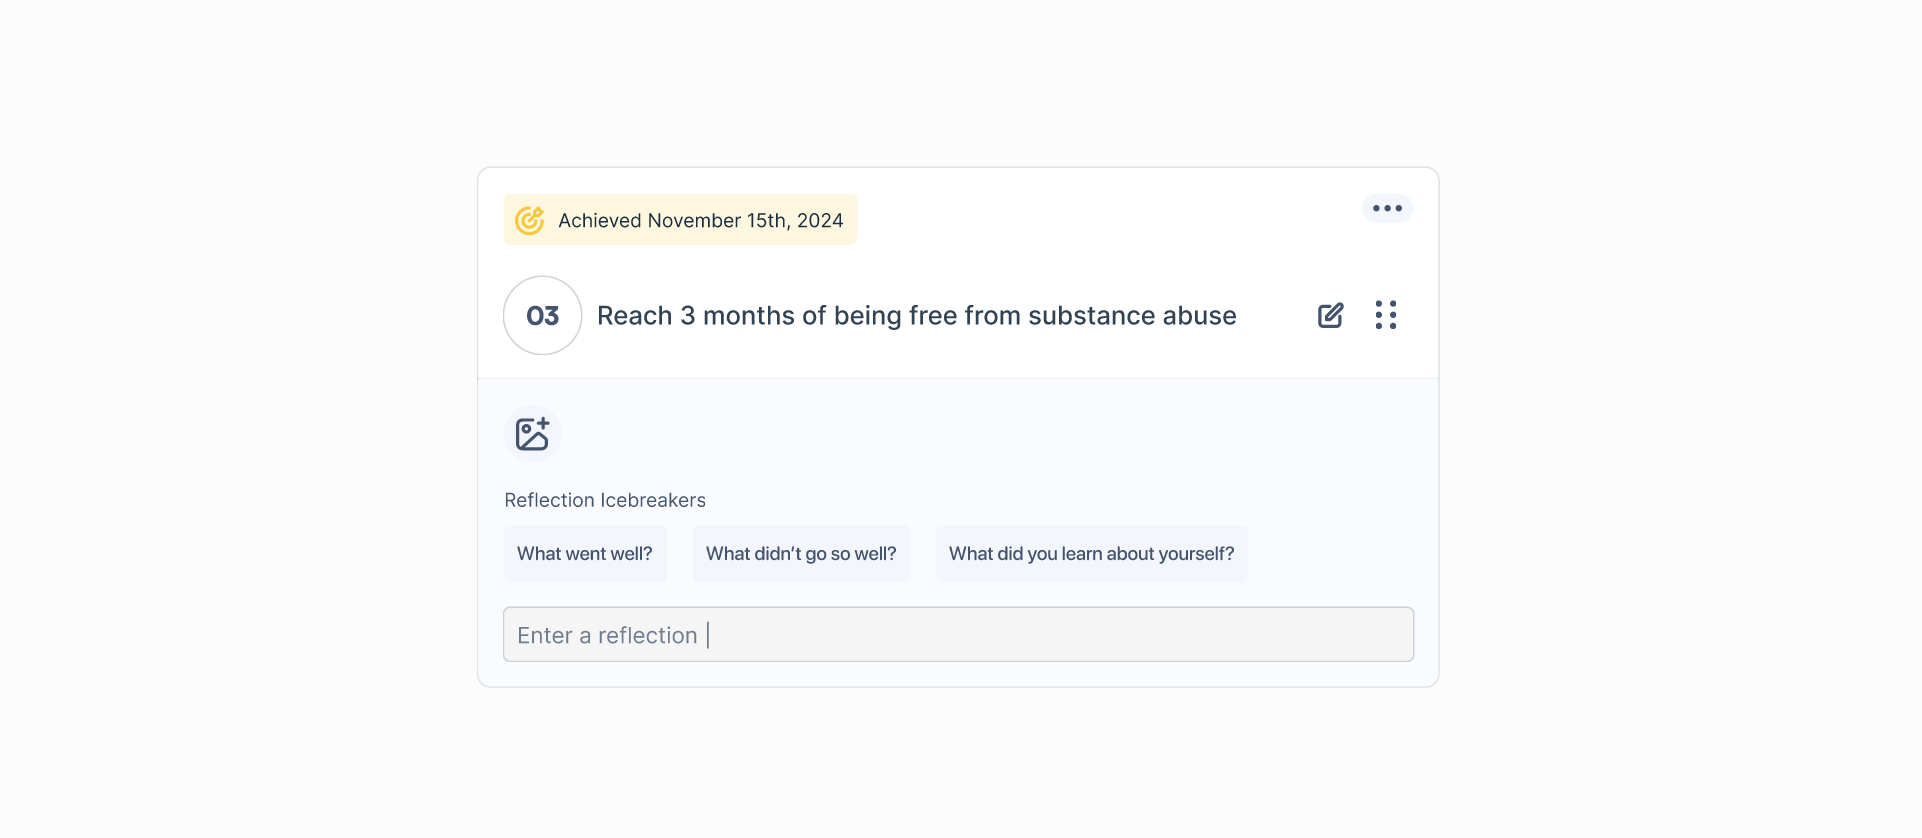 Achieved November 15th, 2024
03 Reach 3 months of being free from substance abuse
Reflection Icebreakers
What went well? What didn’t go so well? What did you learn about yourself?
Enter a reflection